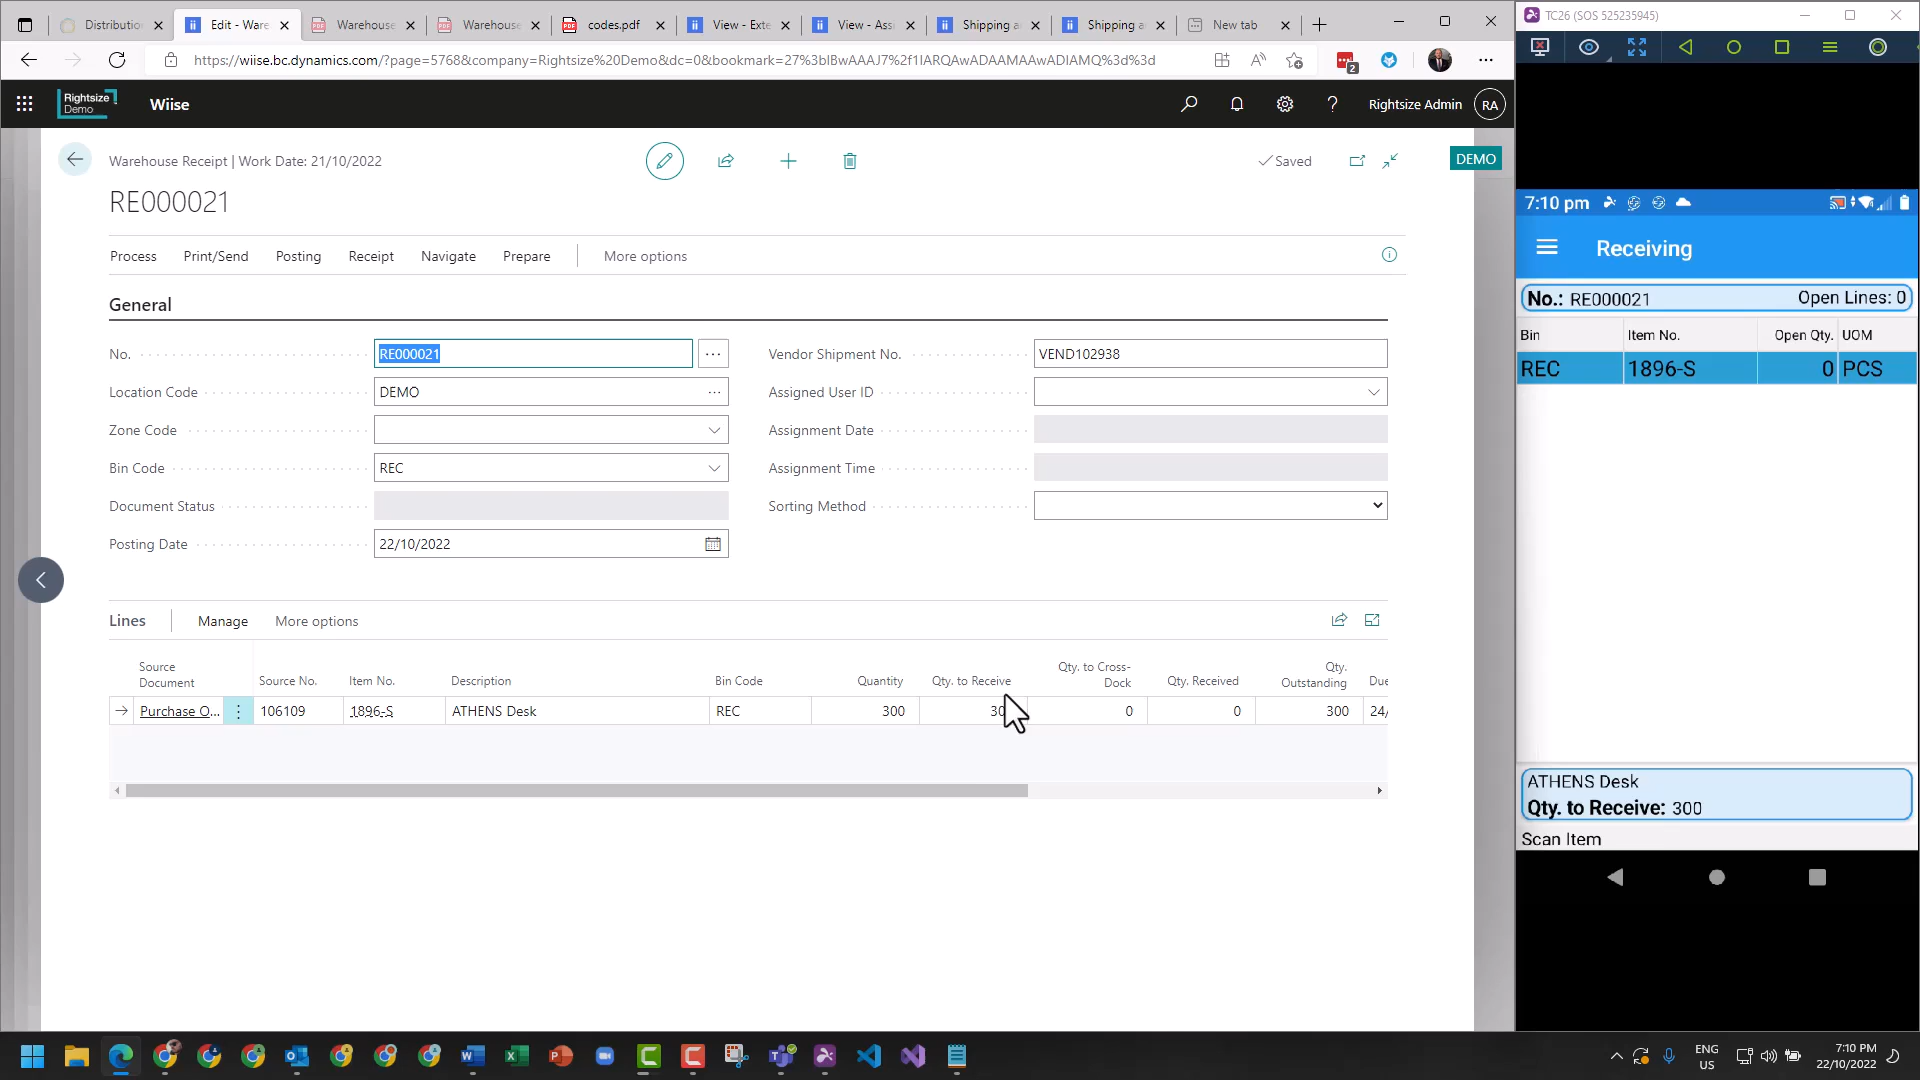 Distributio
Edit - Ware
Warehouse
Warehouse
codes.pdf
View - Exte
View - Ass
Shipping a
Shipping a
New tab
https://wiise.bc.dynamics.com/?page=5768&company=Rightsize%20Demo&dc=0&bookmark=27%3bIBwAAAJ7%2f1IARQAwADAAMAAwADIAMQ%3d%3d
2
Rightsize
Demo
Wiise
Rightsize Admin
RA
Warehouse Receipt | Work Date: 21/10/2022
Saved
DEMO
RE000021
Process
Print/Send
Posting
Receipt
Navigate
Prepare
More options
General
No.
RE000021
Vendor Shipment No.
VEND102938
Location Code
DEMO
Assigned User ID
Zone Code
Assignment Date
Bin Code
REC
Assignment Time
Document Status
Sorting Method
Posting Date
22/10/2022
Lines
Manage
More options
Source Document
Source No.
Item No.
Description
Bin Code
Quantity
Qty. to Receive
Qty. to Cross-Dock
Qty. Received
Qty. Outstanding
Due
Purchase O...
106109
1896-S
ATHENS Desk
REC
300
30
0
0
300
24/
TC26 (SOS 525235945)
7:10 pm
Receiving
No.: RE000021
Open Lines: 0
Bin
Item No.
Open Qty.
UOM
REC
1896-S
0
PCS
ATHENS Desk
Qty. to Receive: 300
Scan Item
ENG
US
7:10 PM
22/10/2022